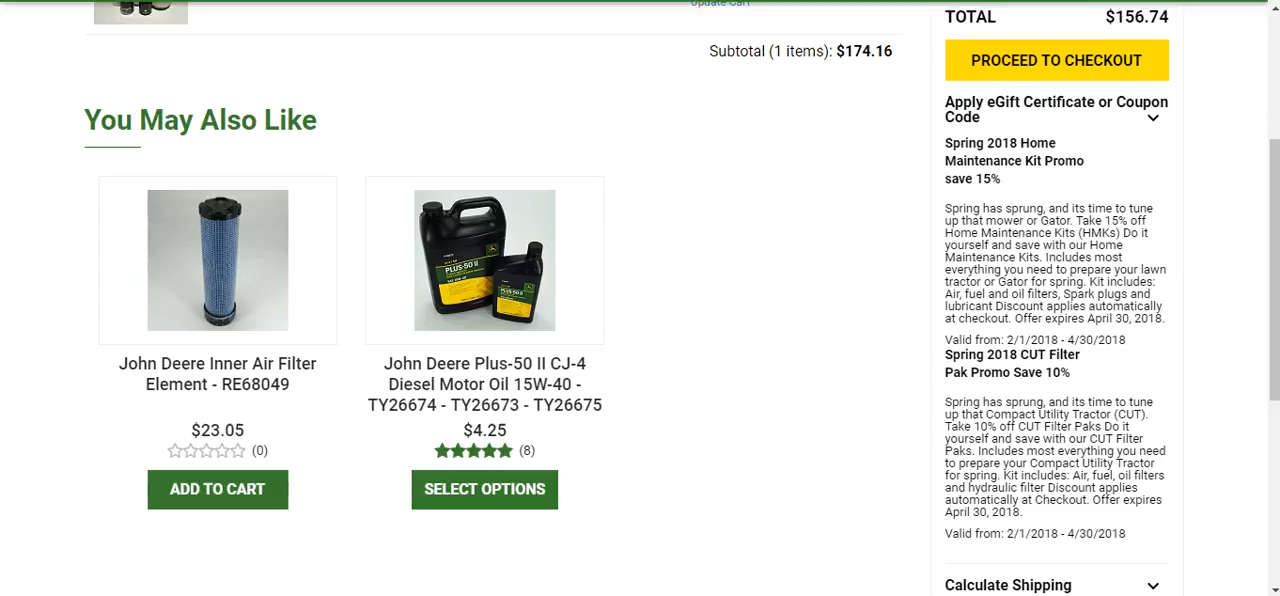 Update Cart
Subtotal (1 items): $174.16
You May Also Like
PLUS-50 II
John Deere Inner Air Filter
Element - RE68049
$23.05
(0)
ADD TO CART
John Deere Plus-50 II CJ-4
Diesel Motor Oil 15W-40 -
TY26674 - TY26673 - TY26675
$4.25
(8)
SELECT OPTIONS
TOTAL $156.74
PROCEED TO CHECKOUT
Apply eGift Certificate or Coupon
Code
Spring 2018 Home
Maintenance Kit Promo
save 15%
Spring has sprung, and its time to tune
up that mower or Gator. Take 15% off
Home Maintenance Kits (HMKs) Do it
yourself and save with our Home
Maintenance Kits. Includes most
everything you need to prepare your lawn
tractor or Gator for spring. Kit includes:
Air, fuel and oil filters, Spark plugs and
lubricant Discount applies automatically
at checkout. Offer expires April 30, 2018.
Valid from: 2/1/2018 - 4/30/2018
Spring 2018 CUT Filter
Pak Promo Save 10%
Spring has sprung, and its time to tune
up that Compact Utility Tractor (CUT).
Take 10% off CUT Filter Paks Do it
yourself and save with our CUT Filter
Paks. Includes most everything you need
to prepare your Compact Utility Tractor
for spring. Kit includes: Air, fuel, oil filters
and hydraulic filter Discount applies
automatically at Checkout. Offer expires
April 30, 2018.
Valid from: 2/1/2018 - 4/30/2018
Calculate Shipping